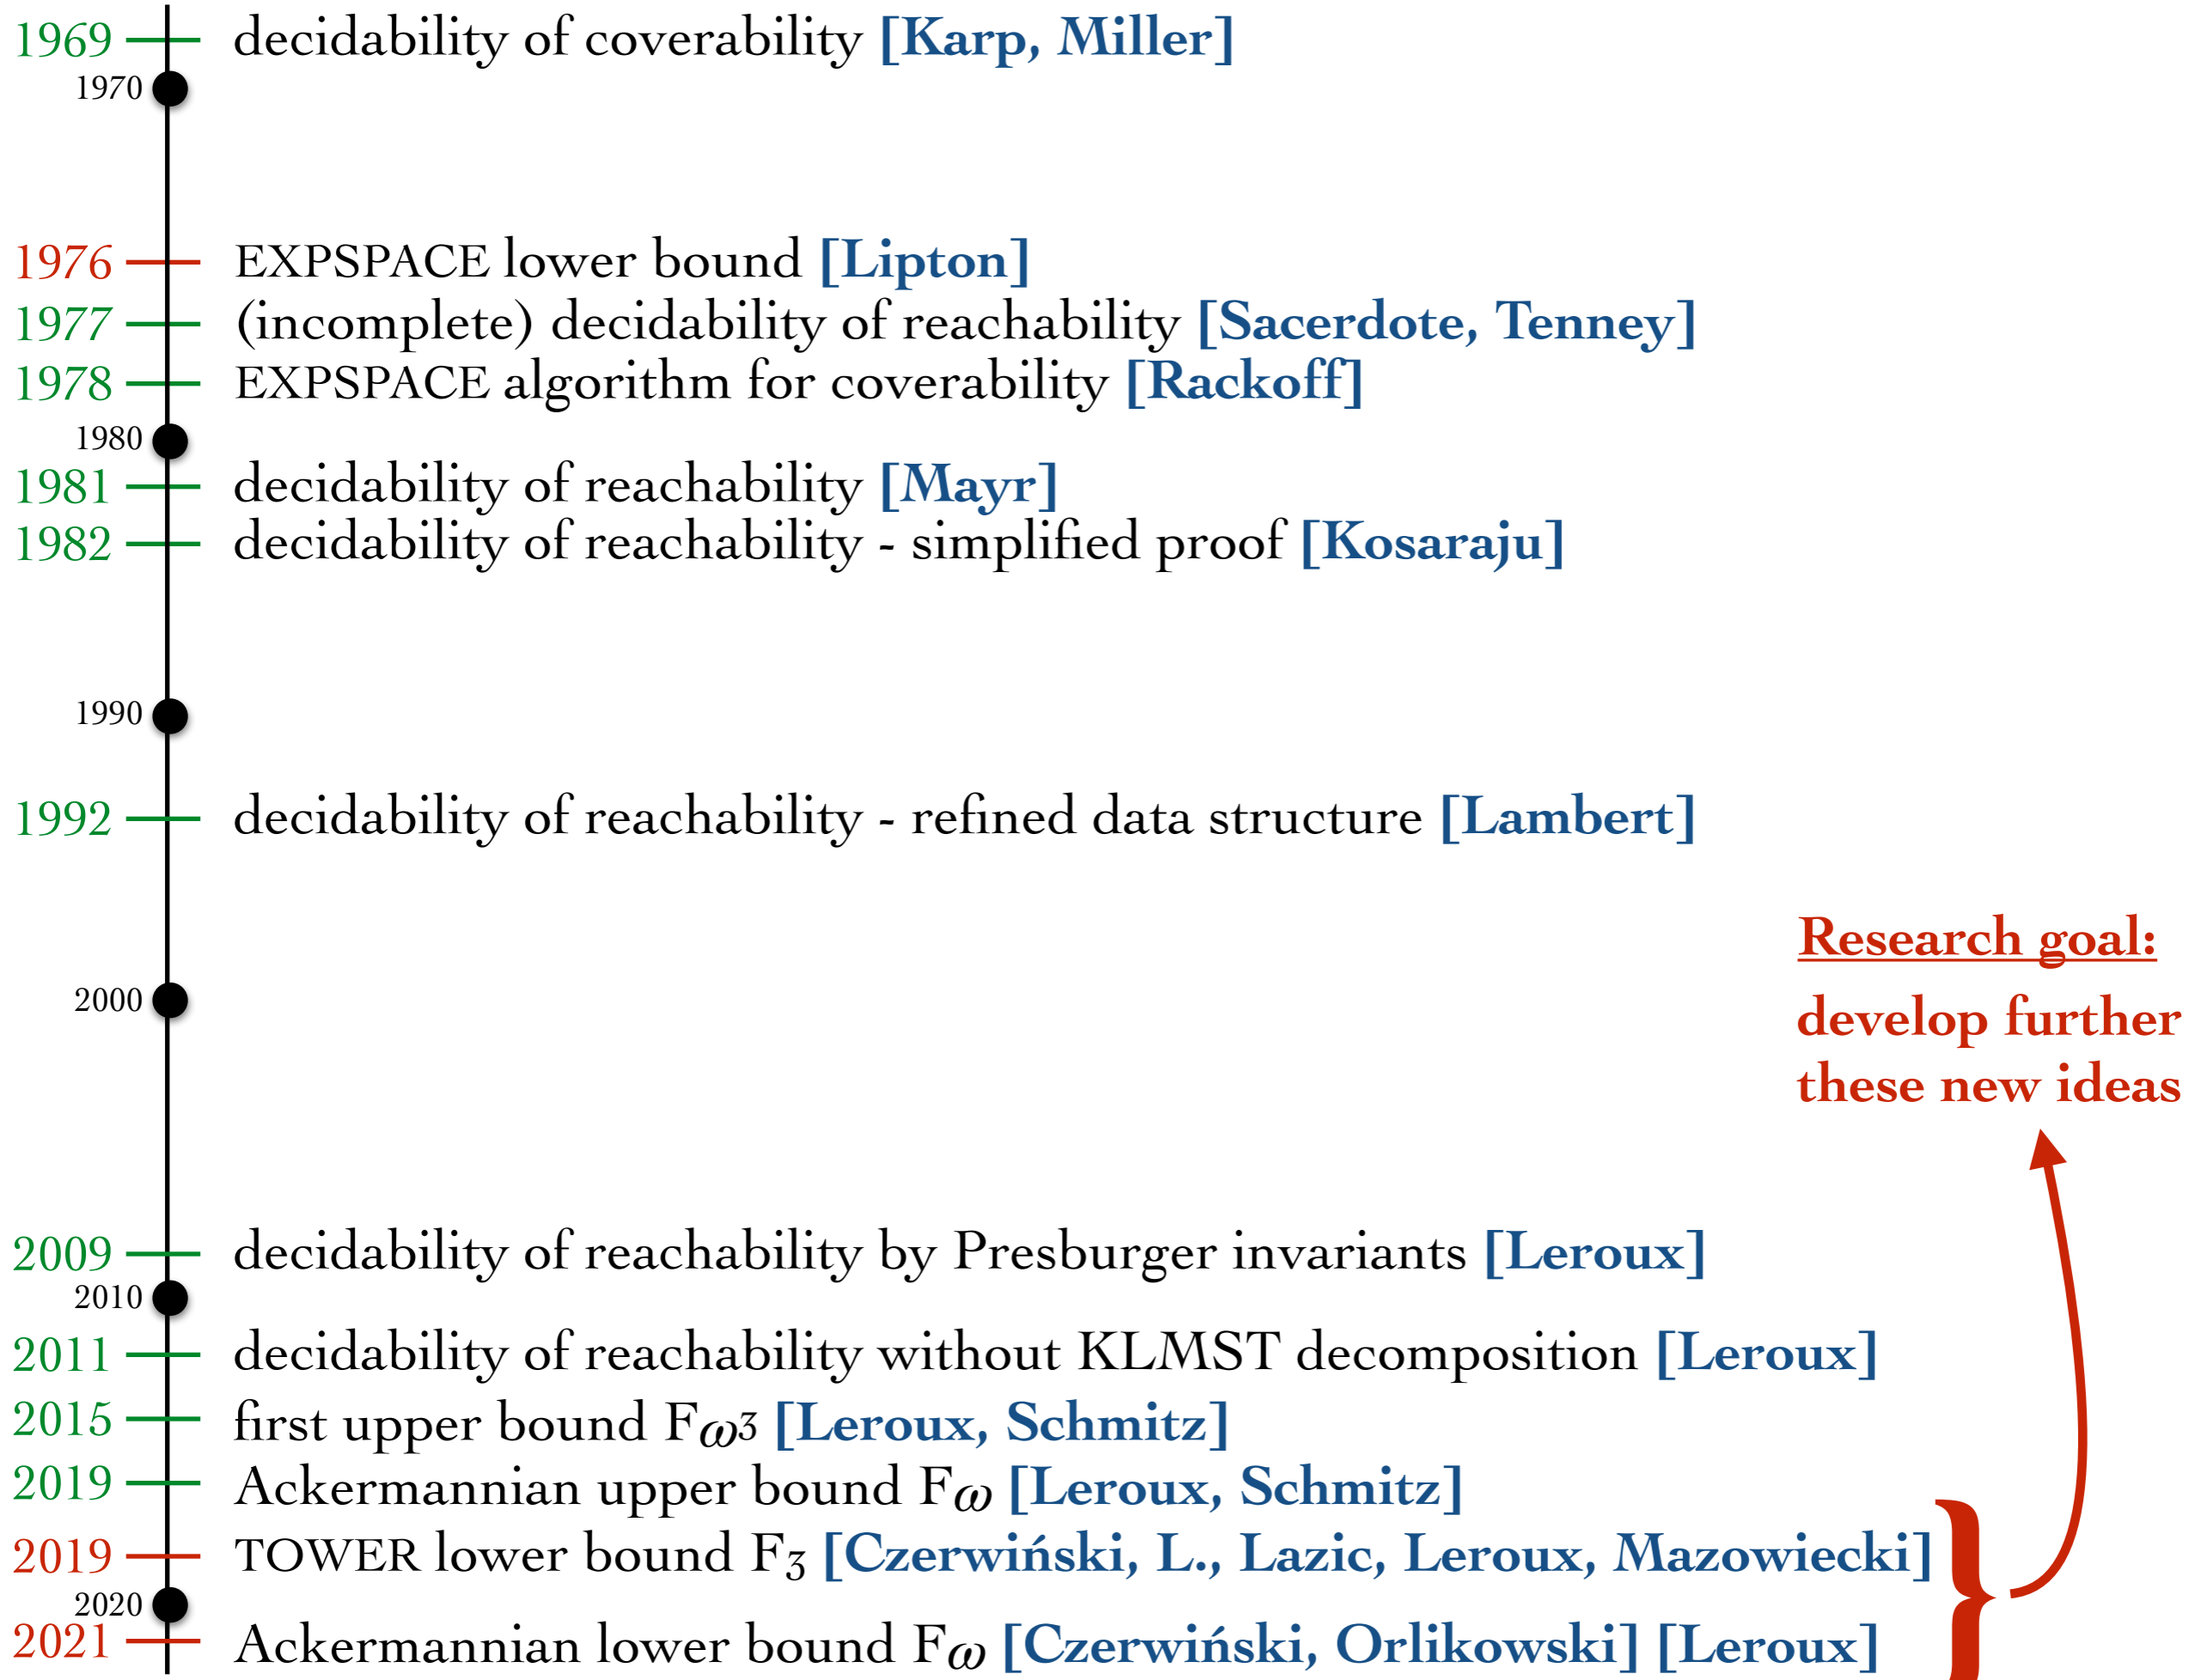 1969 decidability of coverability [Karp, Miller]
1970
1976 EXPSPACE lower bound [Lipton]
1977 (incomplete) decidability of reachability [Sacerdote, Tenney]
1978 EXPSPACE algorithm for coverability [Rackoff]
1980
1981 decidability of reachability [Mayr]
1982 decidability of reachability - simplified proof [Kosaraju]
1990
1992 decidability of reachability - refined data structure [Lambert]
Research goal:
develop further
these new ideas
2000
2009 decidability of reachability by Presburger invariants [Leroux]
2010
2011 decidability of reachability without KLMST decomposition [Leroux]
2015 first upper bound Fω³ [Leroux, Schmitz]
2019 Ackermannian upper bound Fω [Leroux, Schmitz]
2019 TOWER lower bound F₃ [Czerwiński, L., Lazic, Leroux, Mazowiecki]
2020
2021 Ackermannian lower bound Fω [Czerwiński, Orlikowski] [Leroux]